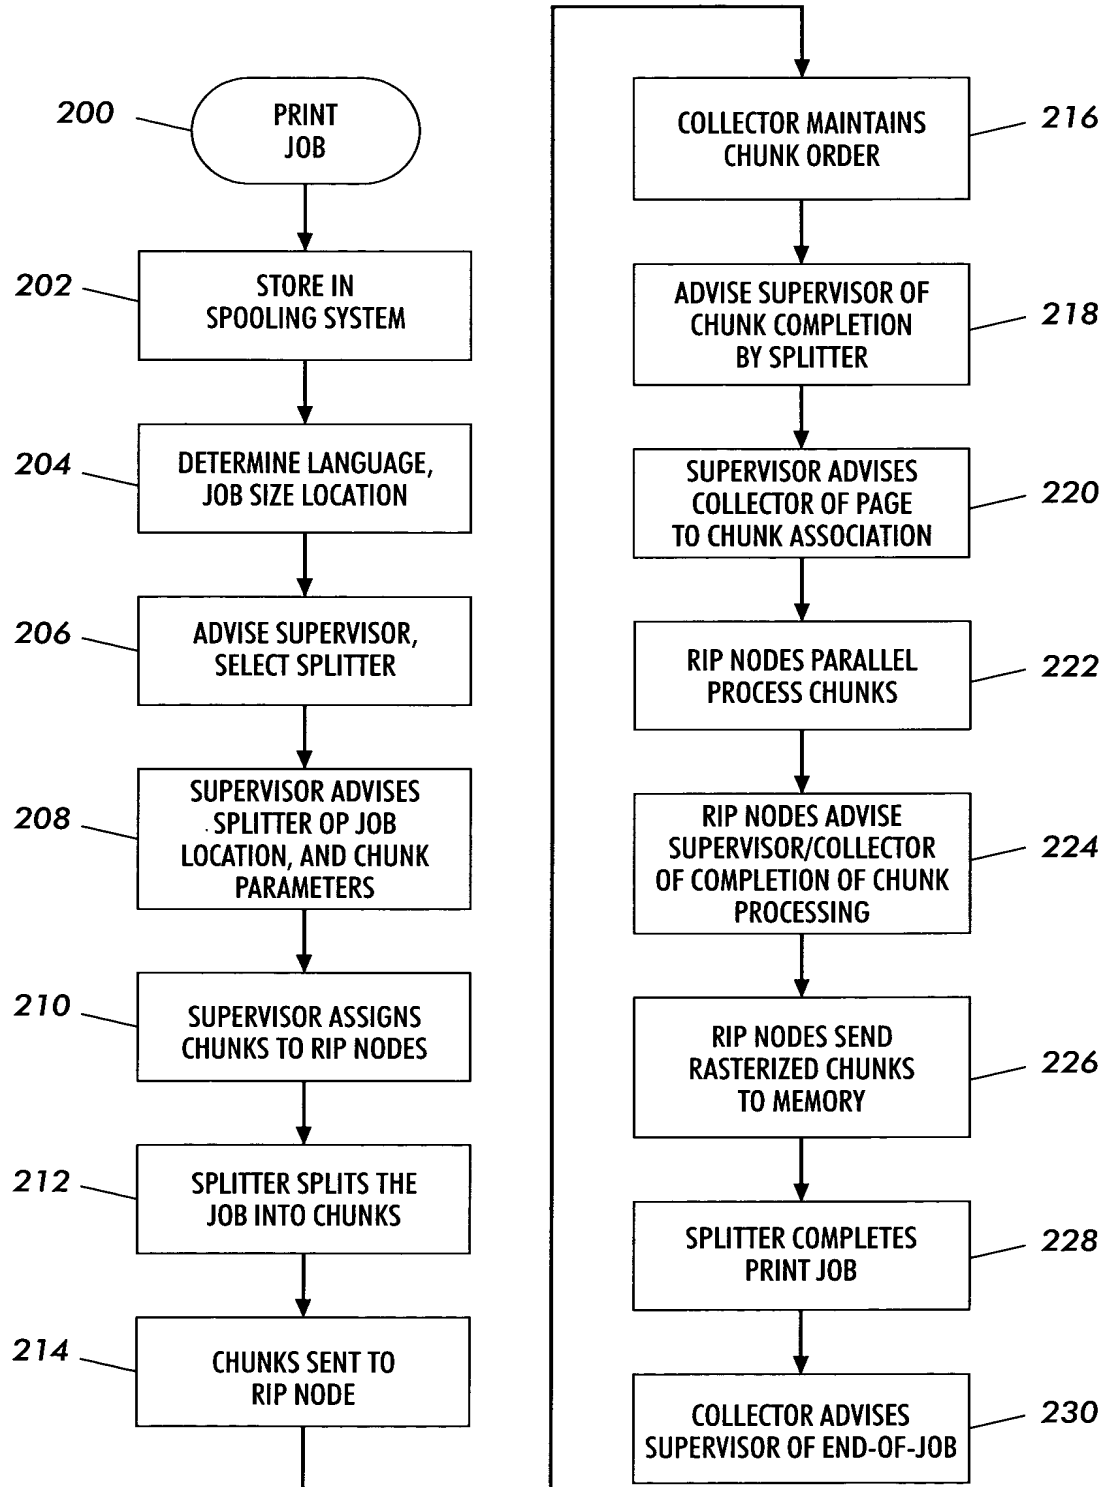 200
PRINT
JOB
202
STORE IN
SPOOLING SYSTEM
204
DETERMINE LANGUAGE,
JOB SIZE LOCATION
206
ADVISE SUPERVISOR,
SELECT SPLITTER
208
SUPERVISOR ADVISES
SPLITTER OP JOB
LOCATION, AND CHUNK
PARAMETERS
210
SUPERVISOR ASSIGNS
CHUNKS TO RIP NODES
212
SPLITTER SPLITS THE
JOB INTO CHUNKS
214
CHUNKS SENT TO
RIP NODE
COLLECTOR MAINTAINS
CHUNK ORDER
216
ADVISE SUPERVISOR OF
CHUNK COMPLETION
BY SPLITTER
218
SUPERVISOR ADVISES
COLLECTOR OF PAGE
TO CHUNK ASSOCIATION
220
RIP NODES PARALLEL
PROCESS CHUNKS
222
RIP NODES ADVISE
SUPERVISOR/COLLECTOR
OF COMPLETION OF CHUNK
PROCESSING
224
RIP NODES SEND
RASTERIZED CHUNKS
TO MEMORY
226
SPLITTER COMPLETES
PRINT JOB
228
COLLECTOR ADVISES
SUPERVISOR OF END-OF-JOB
230